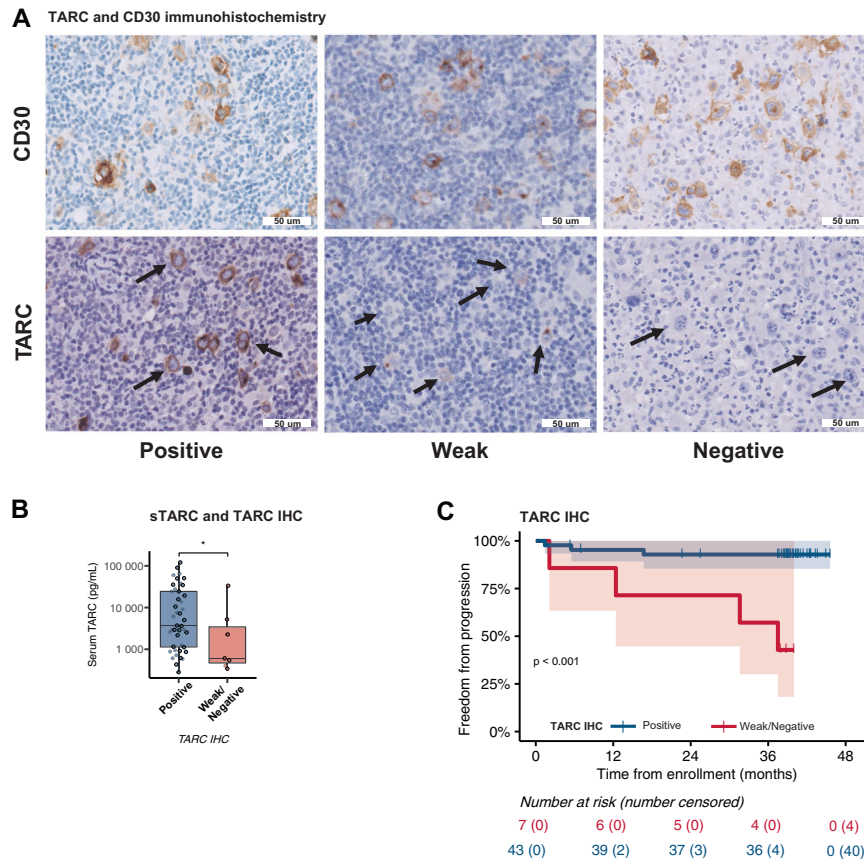 A
TARC and CD30 immunohistochemistry
CD30
50 um
50 um
50 um
TARC
50 um
50 um
50 um
Positive
Weak
Negative
B
sTARC and TARC IHC
*
Serum TARC (pg/mL)
100 000
10 000
1 000
Positive
Weak/
Negative
TARC IHC
C
TARC IHC
Freedom from progression
100%
75%
50%
25%
0%
p < 0.001
TARC IHC Positive Weak/Negative
0 12 24 36 48
Time from enrollment (months)
Number at risk (number censored)
7 (0) 6 (0) 5 (0) 4 (0) 0 (4)
43 (0) 39 (2) 37 (3) 36 (4) 0 (40)